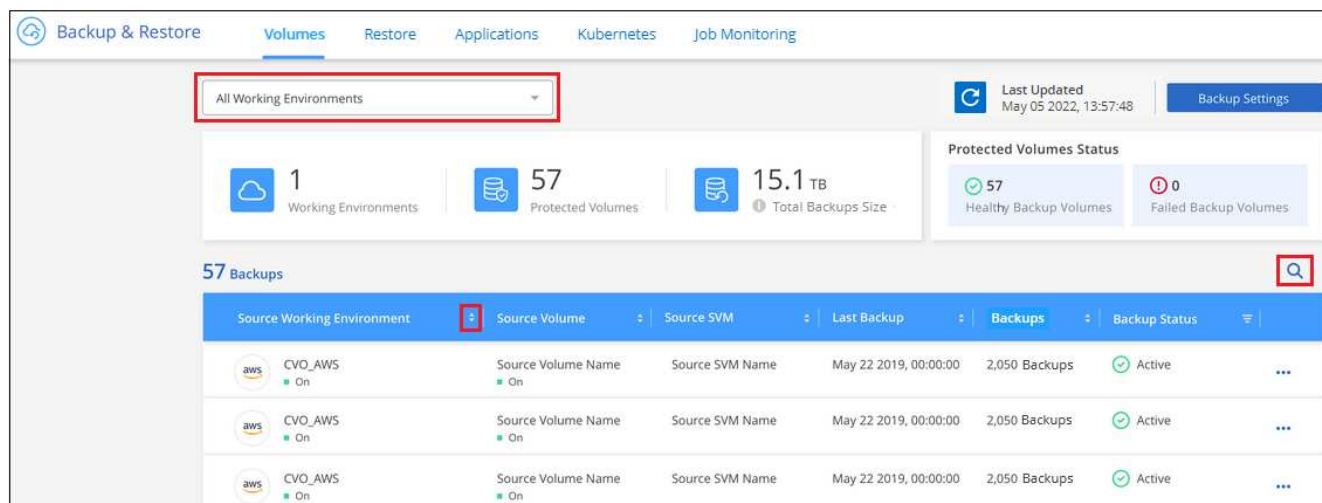 Backup & Restore Volumes Restore Applications Kubernetes Job Monitoring
All Working Environments
Last Updated
May 05 2022, 13:57:48
Backup Settings
1
Working Environments
57
Protected Volumes
15.1 TB
Total Backups Size
Protected Volumes Status
57
Healthy Backup Volumes
0
Failed Backup Volumes
57 Backups
Source Working Environment Source Volume Source SVM Last Backup Backups Backup Status
aws CVO_AWS Source Volume Name Source SVM Name May 22 2019, 00:00:00 2,050 Backups Active
On On
aws CVO_AWS Source Volume Name Source SVM Name May 22 2019, 00:00:00 2,050 Backups Active
On On
aws CVO_AWS Source Volume Name Source SVM Name May 22 2019, 00:00:00 2,050 Backups Active
On On